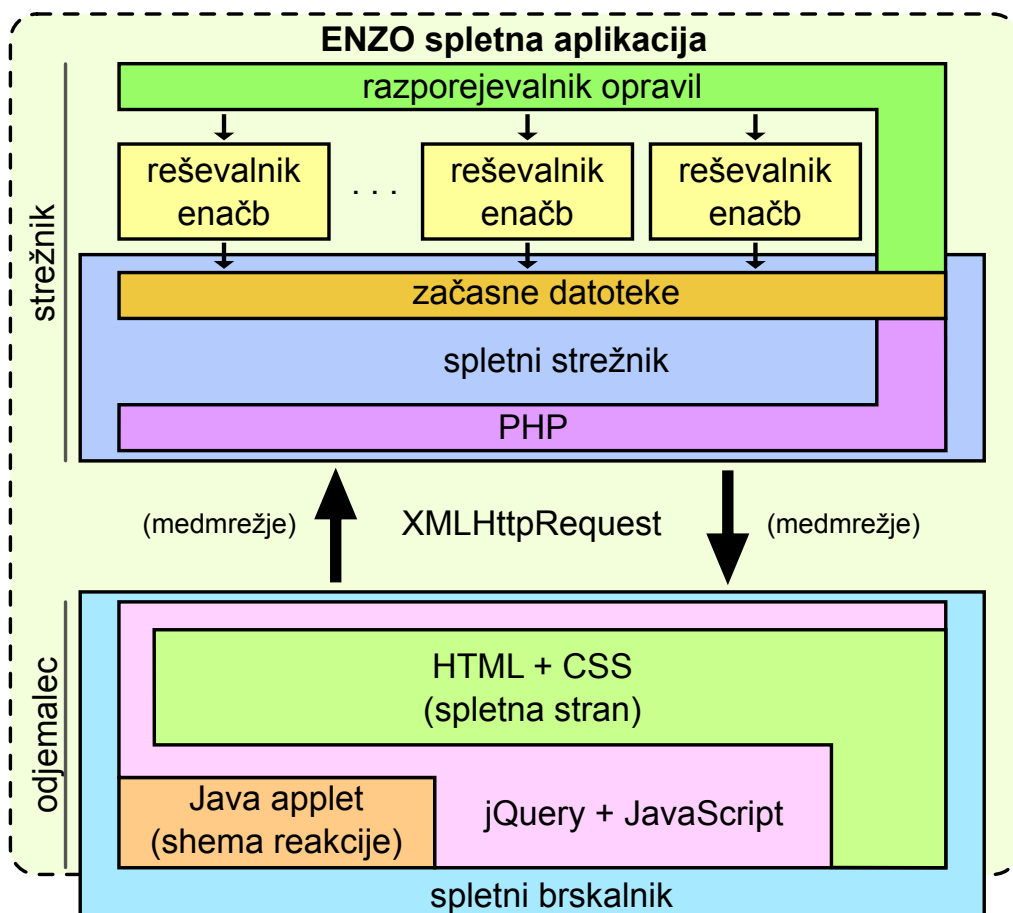 ENZO spletna aplikacija
razporejevalnik opravil
reševalnik
enačb
. . .
reševalnik
enačb
reševalnik
enačb
strežnik
začasne datoteke
spletni strežnik
PHP
(medmrežje)
XMLHttpRequest
(medmrežje)
odjemalec
HTML + CSS
(spletna stran)
Java applet
(shema reakcije)
jQuery + JavaScript
spletni brskalnik